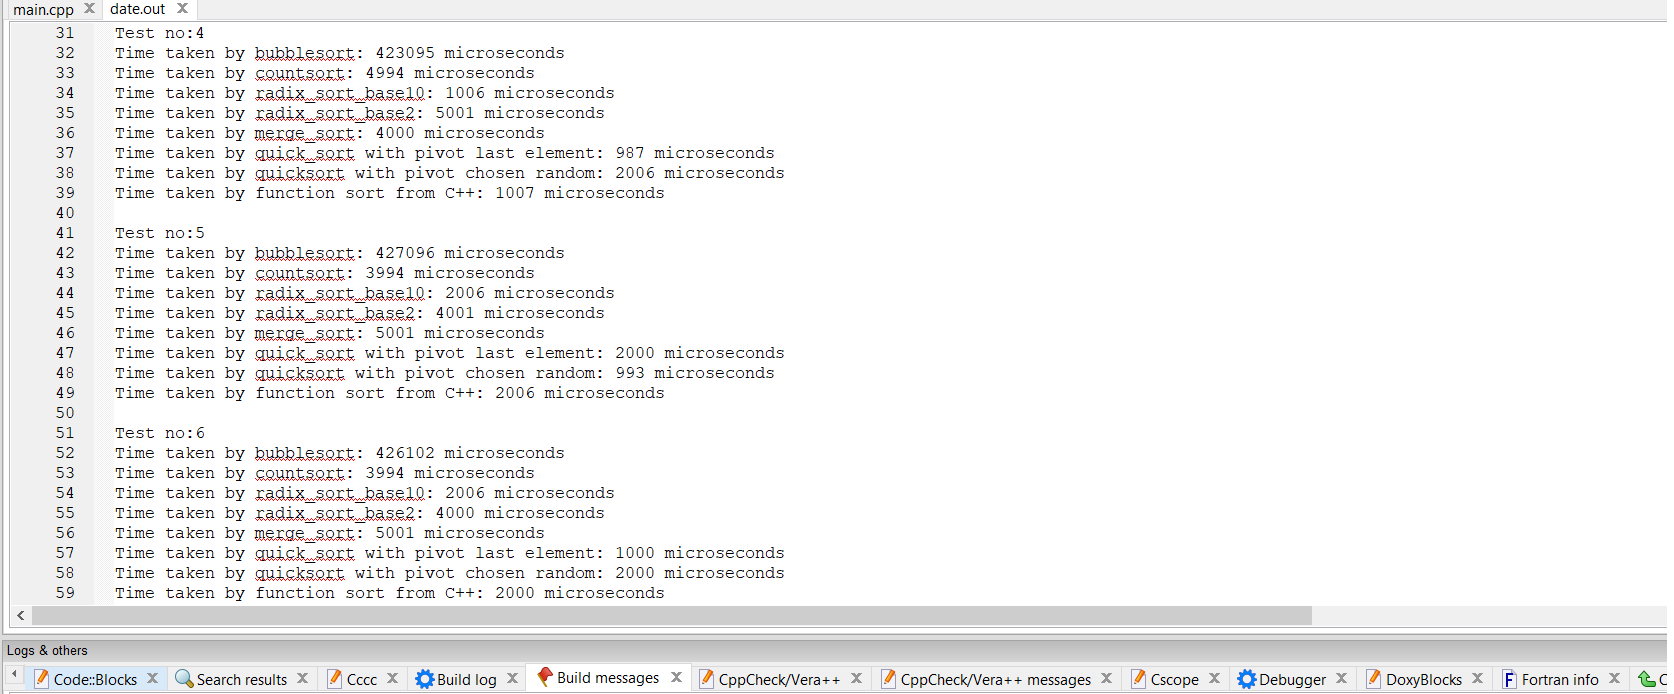 main.cpp X date.out X
31 Test no:4
32 Time taken by bubblesort: 423095 microseconds
33 Time taken by countsort: 4994 microseconds
34 Time taken by radix_sort_base10: 1006 microseconds
35 Time taken by radix_sort_base2: 5001 microseconds
36 Time taken by merge_sort: 4000 microseconds
37 Time taken by quick_sort with pivot last element: 987 microseconds
38 Time taken by quicksort with pivot chosen random: 2006 microseconds
39 Time taken by function sort from C++: 1007 microseconds
40
41 Test no:5
42 Time taken by bubblesort: 427096 microseconds
43 Time taken by countsort: 3994 microseconds
44 Time taken by radix_sort_base10: 2006 microseconds
45 Time taken by radix_sort_base2: 4001 microseconds
46 Time taken by merge_sort: 5001 microseconds
47 Time taken by quick_sort with pivot last element: 2000 microseconds
48 Time taken by quicksort with pivot chosen random: 993 microseconds
49 Time taken by function sort from C++: 2006 microseconds
50
51 Test no:6
52 Time taken by bubblesort: 426102 microseconds
53 Time taken by countsort: 3994 microseconds
54 Time taken by radix_sort_base10: 2006 microseconds
55 Time taken by radix_sort_base2: 4000 microseconds
56 Time taken by merge_sort: 5001 microseconds
57 Time taken by quick_sort with pivot last element: 1000 microseconds
58 Time taken by quicksort with pivot chosen random: 2000 microseconds
59 Time taken by function sort from C++: 2000 microseconds
Logs & others
Code::Blocks X Search results X Cccc X Build log X Build messages X CppCheck/Vera++ X CppCheck/Vera++ messages X Cscope X Debugger X DoxyBlocks X Fortran info X